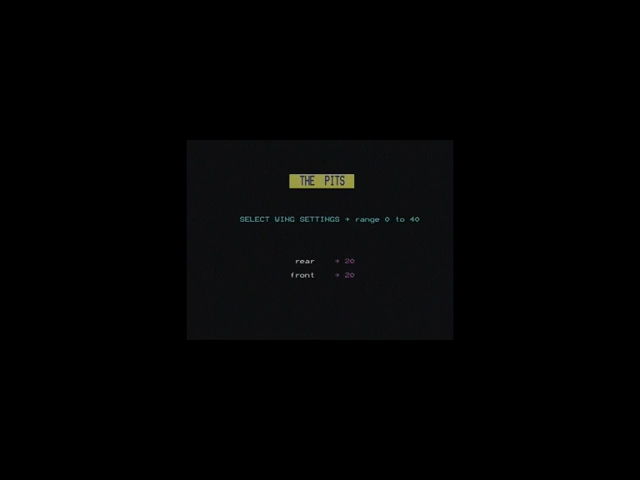 THE PITS
SELECT WING SETTINGS → range 0 to 40
rear → 20
front → 20